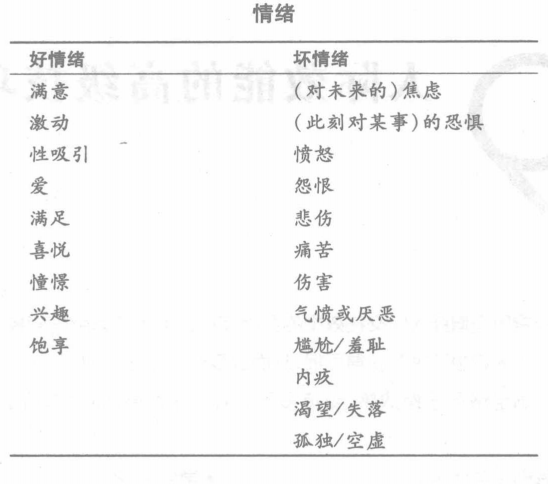 情绪
好情绪 坏情绪
满意 (对未来的)焦虑
激动 (此刻对某事)的恐惧
性吸引 愤怒
爱 怨恨
满足 悲伤
喜悦 痛苦
憧憬 伤害
兴趣 气愤或厌恶
饱享 尴尬/羞耻
内疚
渴望/失落
孤独/空虚